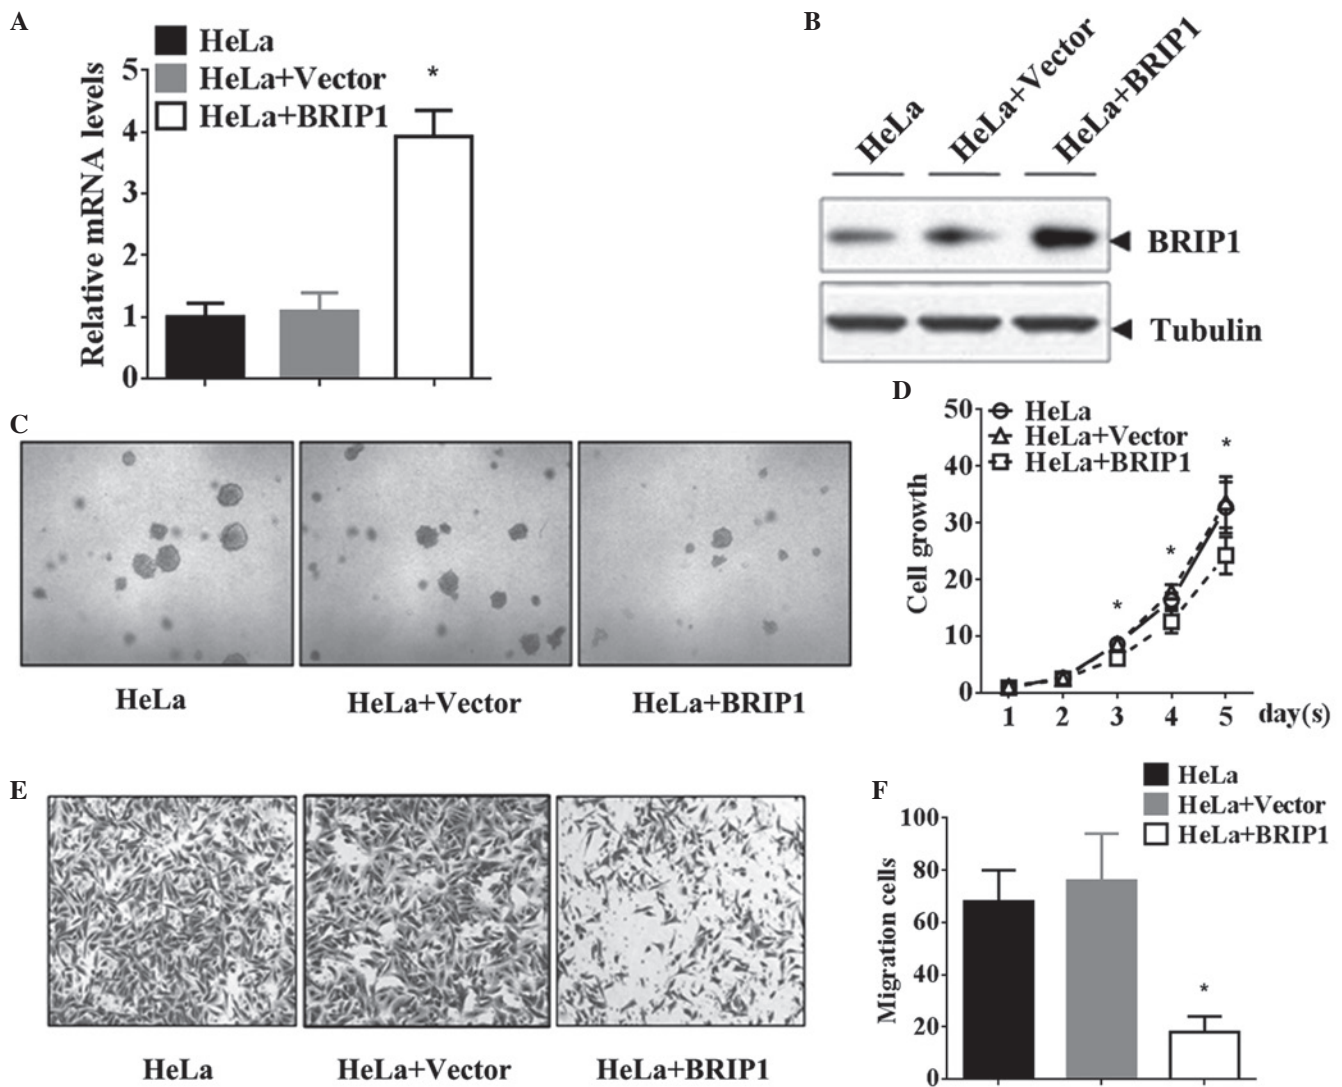 A
HeLa
HeLa+Vector
HeLa+BRIP1
Relative mRNA levels
5
4
3
2
1
0
*
B
HeLa
HeLa+Vector
HeLa+BRIP1
BRIP1
Tubulin
C
HeLa
HeLa+Vector
HeLa+BRIP1
D
HeLa
HeLa+Vector
HeLa+BRIP1
Cell growth
50
40
30
20
10
0
*
*
*
1 2 3 4 5 day(s)
E
HeLa
HeLa+Vector
HeLa+BRIP1
F
HeLa
HeLa+Vector
HeLa+BRIP1
Migration cells
100
80
60
40
20
0
*